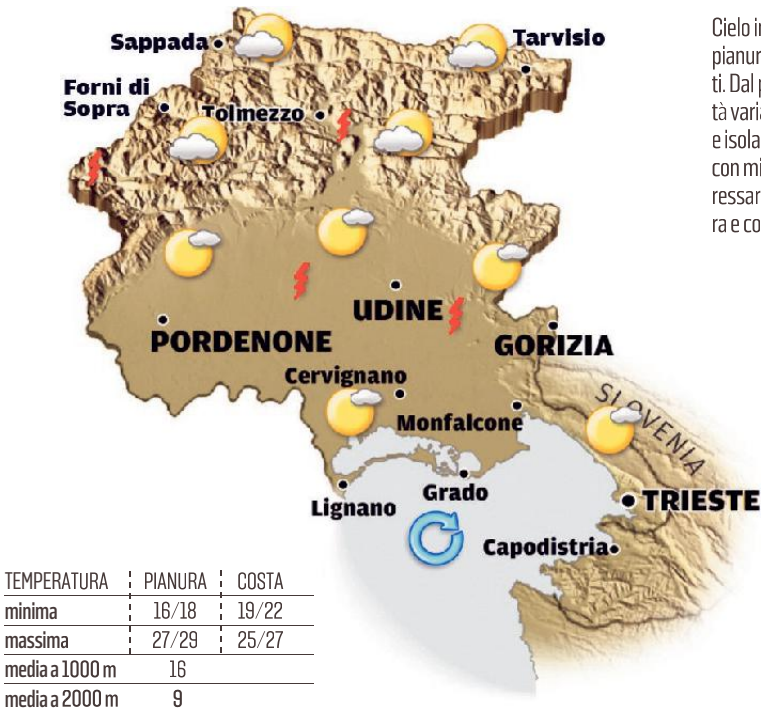 Sappada
Tarvisio
Forni di
Sopra
Tolmezzo
UDINE
PORDENONE
GORIZIA
Cervignano
Monfalcone
SLOVENIA
Lignano
Grado
TRIESTE
Capodistria
Cielo i
pianur
ti. Dal p
tà varia
e isola
con mi
ressar
ra e co
TEMPERATURA PIANURA COSTA
minima 16/18 19/22
massima 27/29 25/27
media a 1000 m 16
media a 2000 m 9